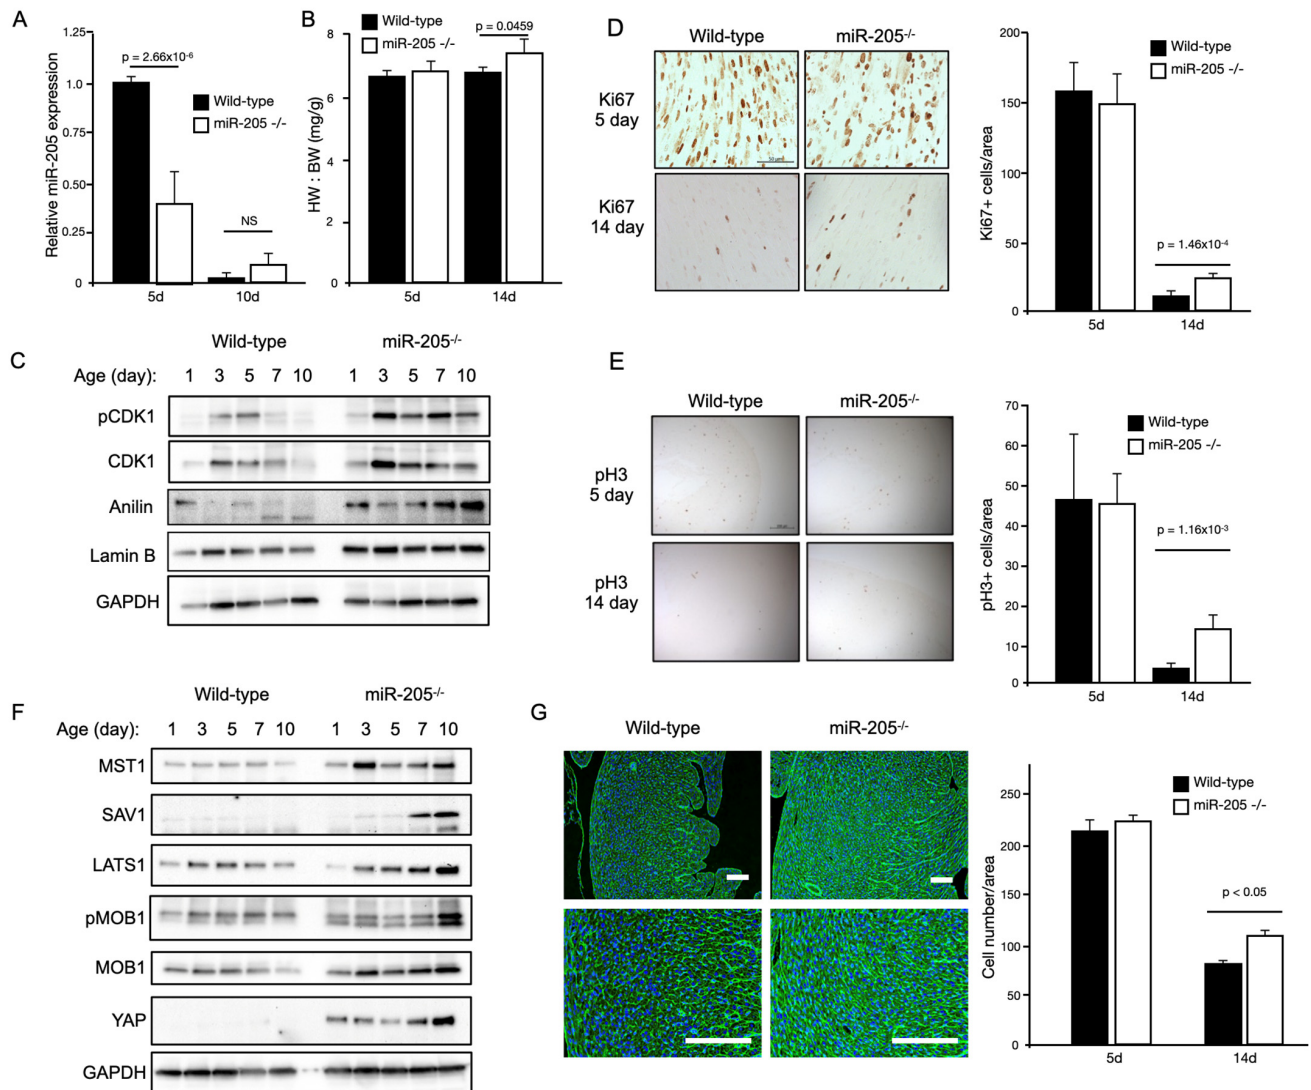 A
1.25
1.0
0.75
0.50
0.25
0
Relative miR-205 expression
p = 2.66x10-6
Wild-type
miR-205 -/-
NS
5d
10d
B
Wild-type
miR-205 -/-
p = 0.0459
8
6
4
2
0
HW : BW (mg/g)
5d
14d
C
Wild-type
miR-205-/-
Age (day): 1 3 5 7 10 1 3 5 7 10
pCDK1
CDK1
Anilin
Lamin B
GAPDH
D
Wild-type
miR-205-/-
Ki67
5 day
50 µm
Ki67
14 day
200
150
100
50
0
Ki67+ cells/area
Wild-type
miR-205 -/-
p = 1.46x10-4
5d
14d
E
Wild-type
miR-205-/-
pH3
5 day
pH3
14 day
70
60
50
40
30
20
10
0
pH3+ cells/area
Wild-type
miR-205 -/-
p = 1.16x10-3
5d
14d
F
Wild-type
miR-205-/-
Age (day): 1 3 5 7 10 1 3 5 7 10
MST1
SAV1
LATS1
pMOB1
MOB1
YAP
GAPDH
G
Wild-type
miR-205-/-
250
200
150
100
50
0
Cell number/area
Wild-type
miR-205 -/-
p < 0.05
5d
14d